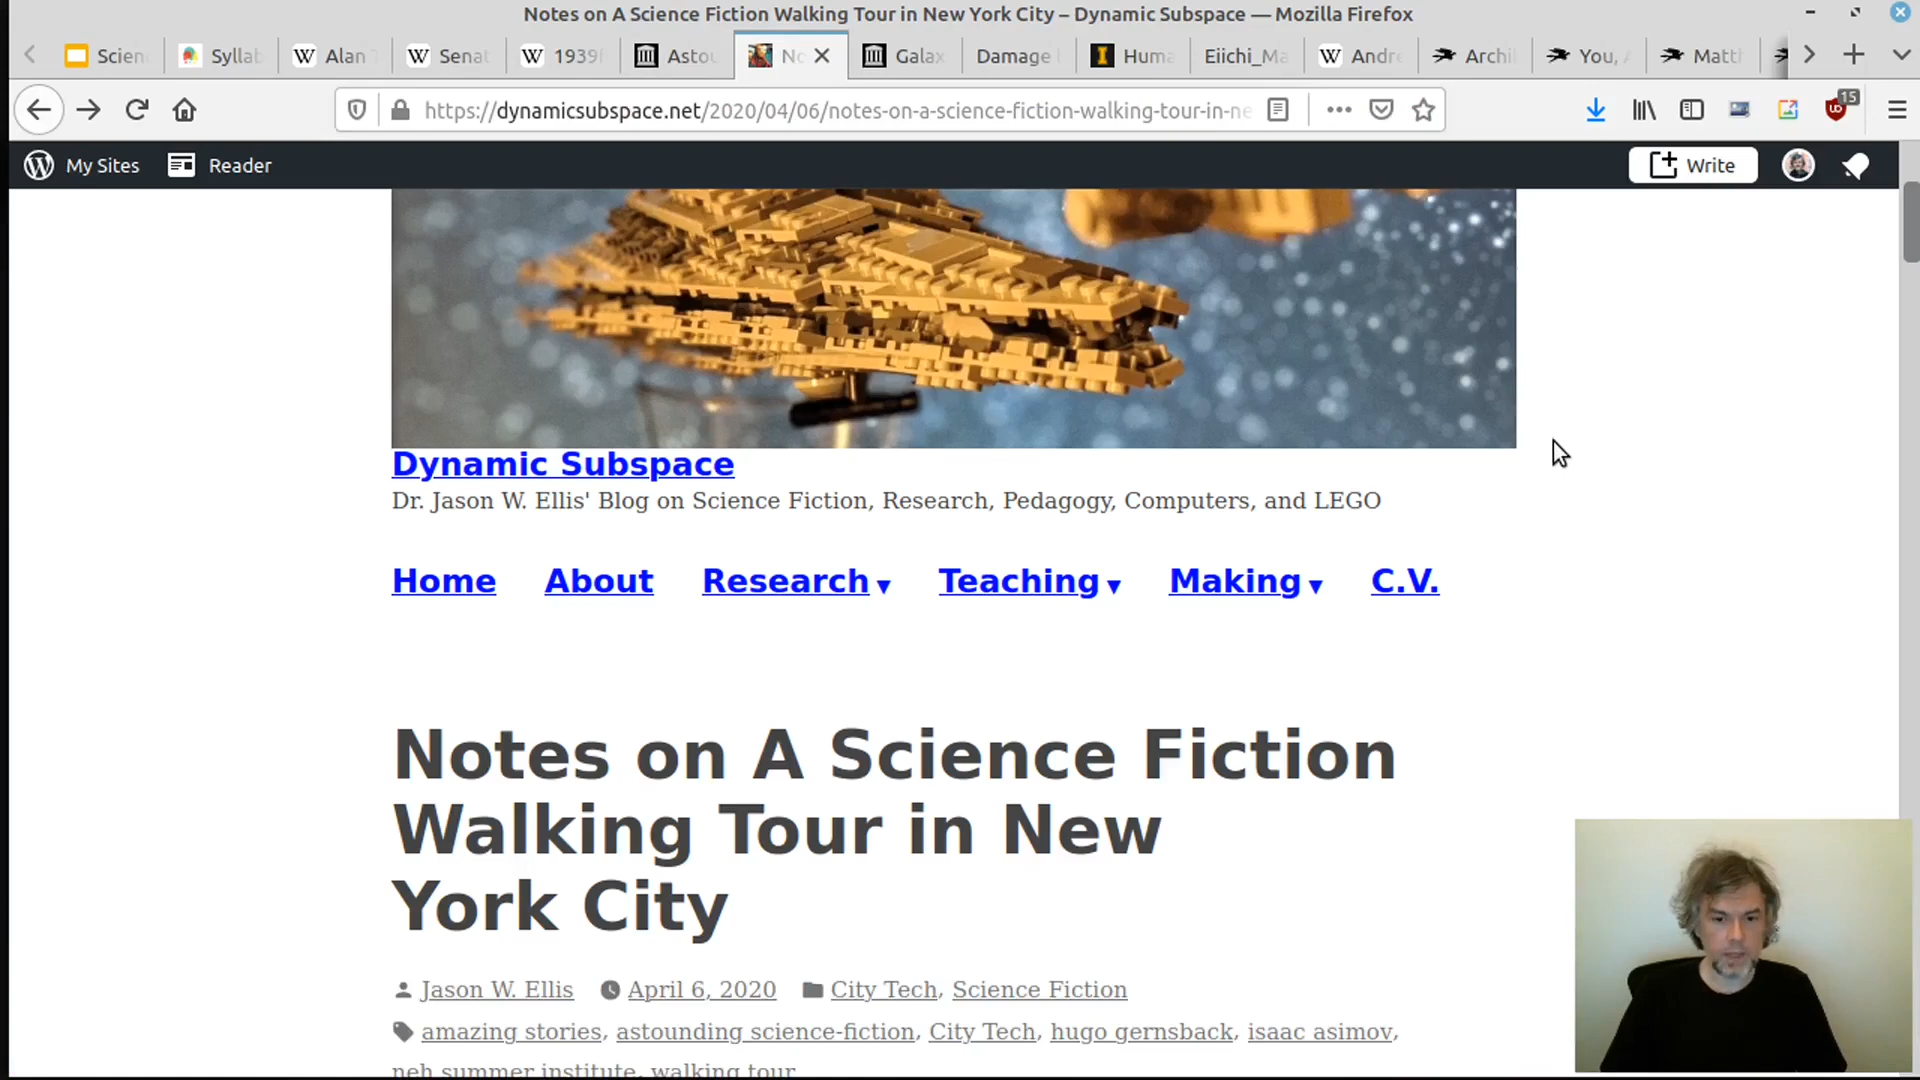 Notes on A Science Fiction Walking Tour in New York City – Dynamic Subspace — Mozilla Firefox
Scien Syllab Alan T Senat 1939f Astou No Galax Damage Huma Eiichi_Ma Andre Archi You, A Matth
https://dynamicsubspace.net/2020/04/06/notes-on-a-science-fiction-walking-tour-in-ne 15
My Sites Reader Write
Dynamic Subspace
Dr. Jason W. Ellis' Blog on Science Fiction, Research, Pedagogy, Computers, and LEGO
Home About Research Teaching Making C.V.
Notes on A Science Fiction
Walking Tour in New
York City
Jason W. Ellis April 6, 2020 City Tech, Science Fiction
amazing stories, astounding science-fiction, City Tech, hugo gernsback, isaac asimov,
neh summer institute, walking tour